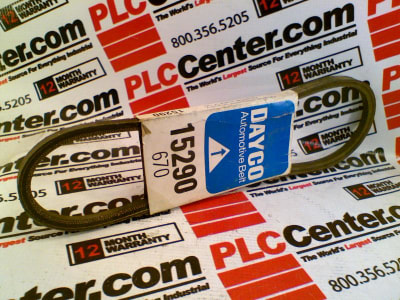 DAYCO
Automotive Belt
15290
670
12 MONTH WARRANTY
PLCCenter.com
The World's Largest Source For Everything Industrial
800.356.5205